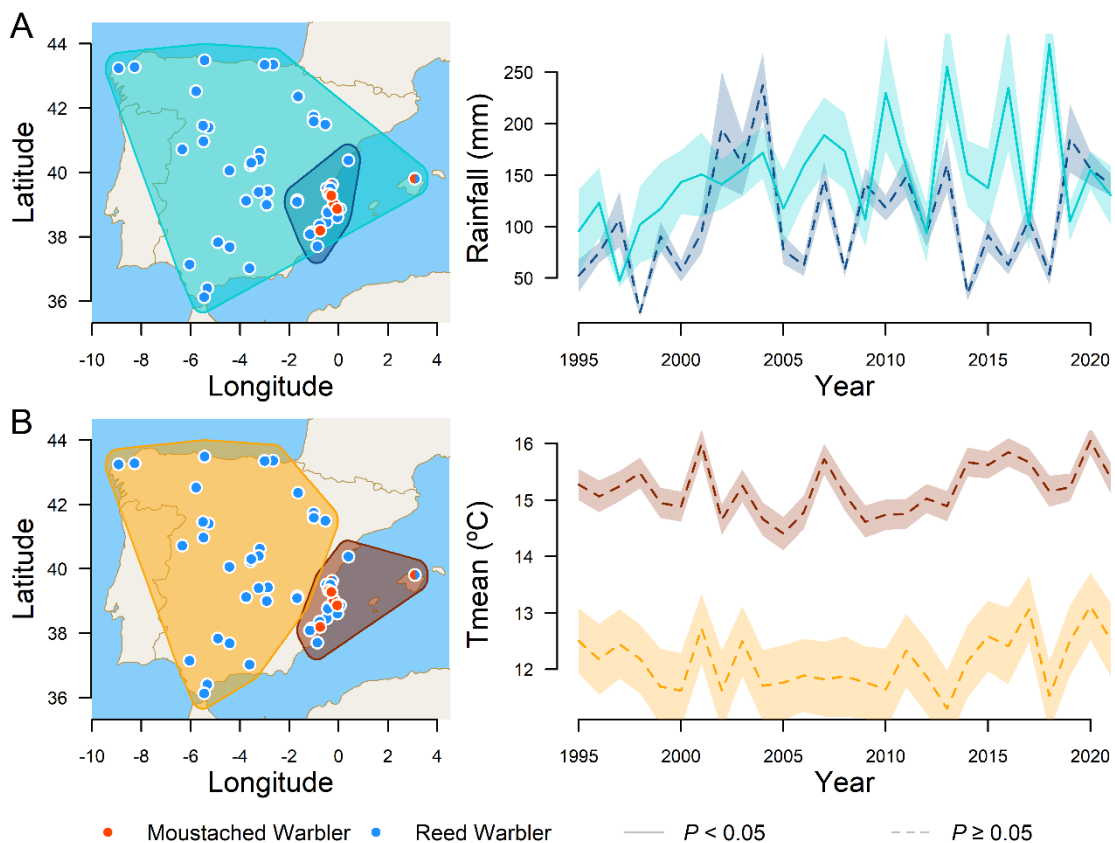 A
44
42
40
38
36
Latitude
-10 -8 -6 -4 -2 0 2 4
Longitude
250
200
150
100
50
Rainfall (mm)
1995 2000 2005 2010 2015 2020
Year
B
44
42
40
38
36
Latitude
-10 -8 -6 -4 -2 0 2 4
Longitude
16
15
14
13
12
Tmean (ºC)
1995 2000 2005 2010 2015 2020
Year
Moustached Warbler Reed Warbler P < 0.05 P ≥ 0.05